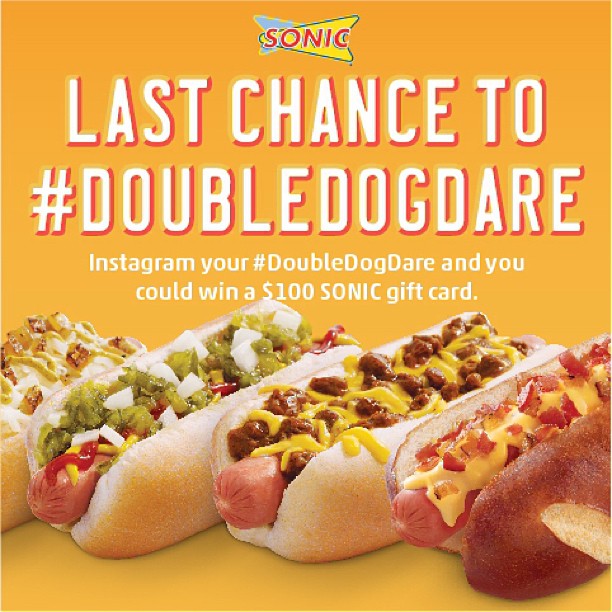 SONIC
LAST CHANCE TO
#DOUBLEDOGDARE
Instagram your #DoubleDogDare and you
could win a $100 SONIC gift card.